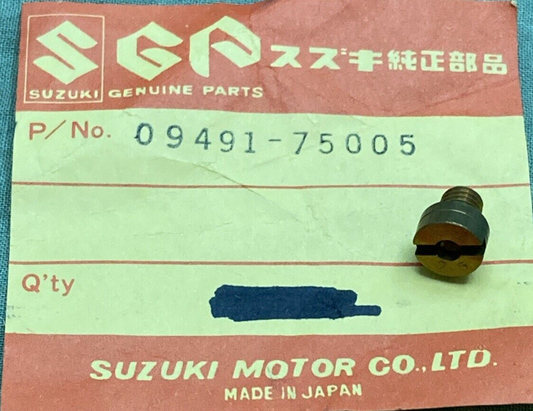 SGP スズキ純正部品
SUZUKI GENUINE PARTS
P/No. 09491-75005
Q'ty
SUZUKI MOTOR CO.,LTD.
MADE IN JAPAN